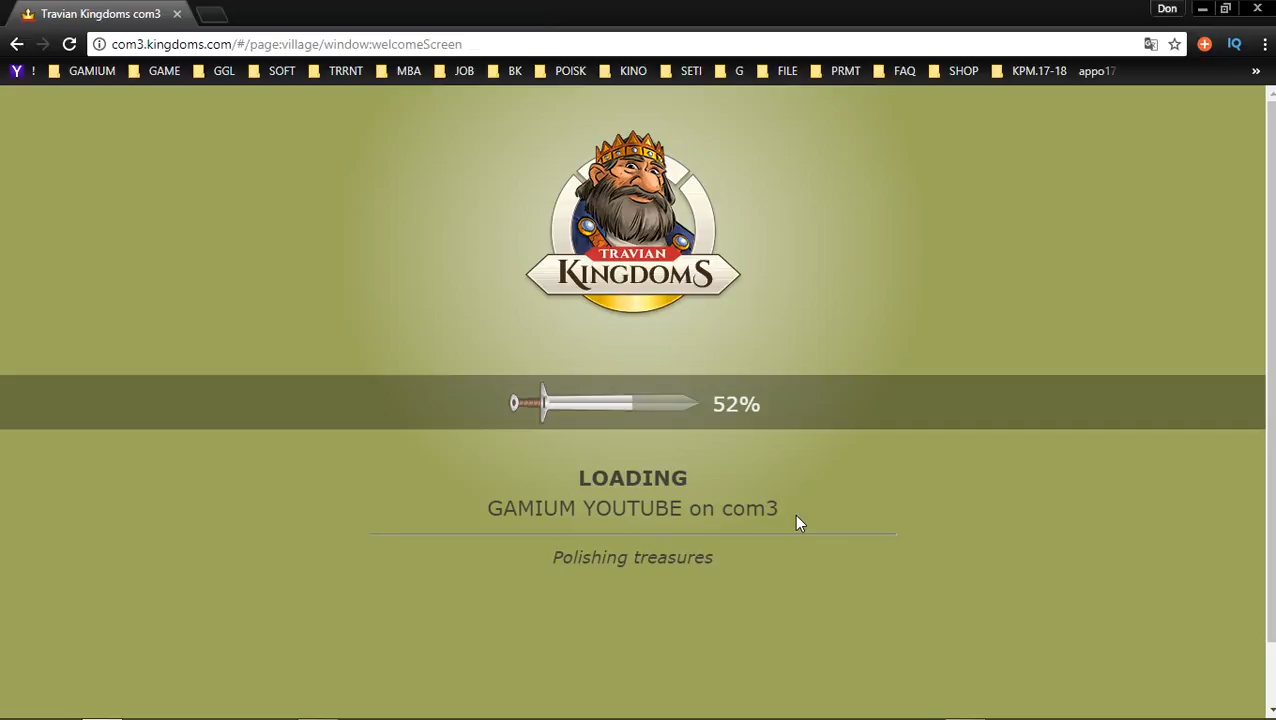 Travian Kingdoms com3
Don
com3.kingdoms.com/#/page:village/window:welcomeScreen
IQ
Y ! GAMIUM GAME GGL SOFT TRRNT MBA JOB BK POISK KINO SETI G FILE PRMT FAQ SHOP KPM.17-18 appo17 »
TRAVIAN
KINGDOMS
52%
LOADING
GAMIUM YOUTUBE on com3
Polishing treasures